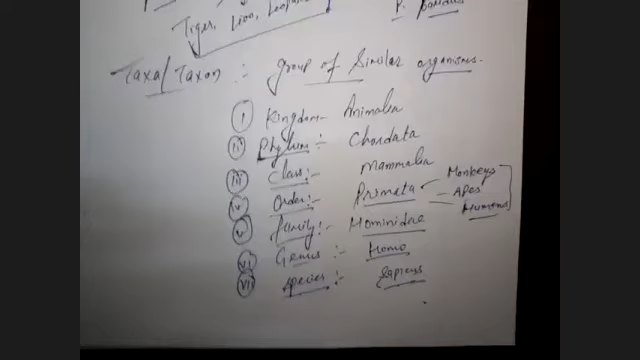 Tiger, Lion, Leopard P. pardus
Taxa/Taxon :- Group of Similar organisms.
i Kingdom- Animalia
ii Phylum :- Chordata
iii Class:- Mammalia
iv Order:- Primata Monkeys
Apes
Humans
v family:- Hominidae
vi Genus :- Homo
vii Species :- Sapiens